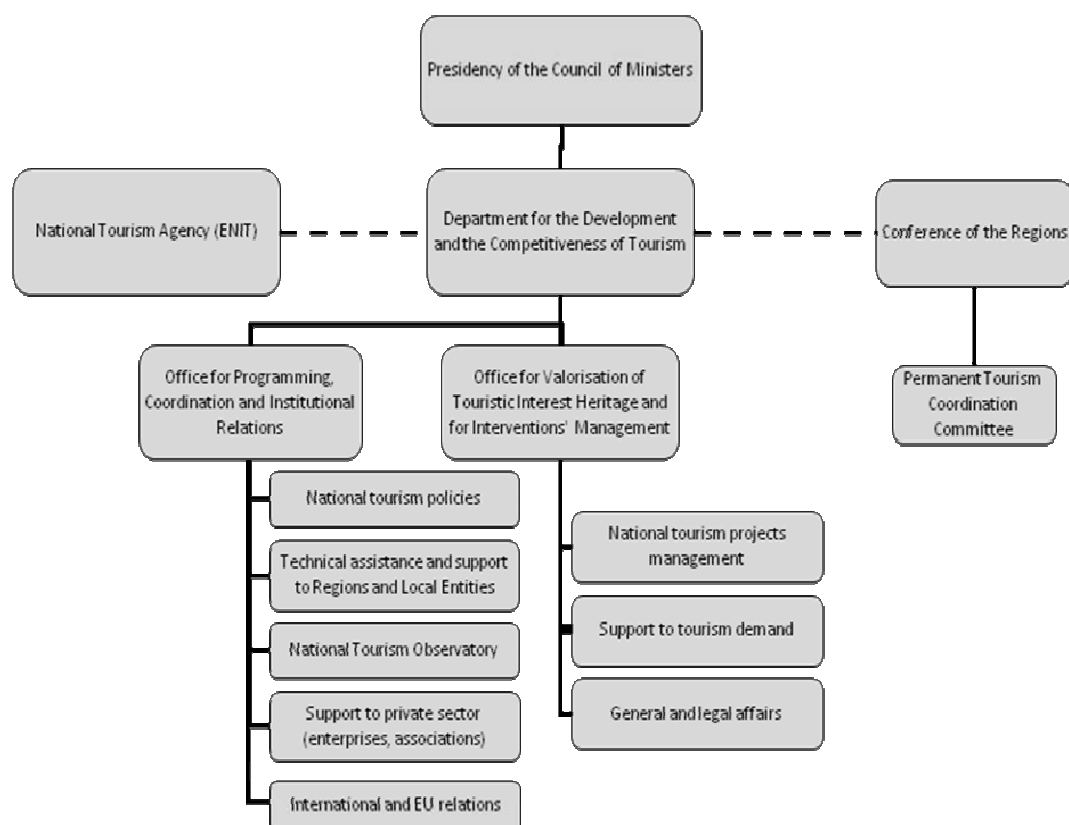 Presidency of the Council of Ministers
National Tourism Agency (ENIT)
Department for the Development
and the Competitiveness of Tourism
Conference of the Regions
Office for Programming,
Coordination and Institutional
Relations
Office for Valorisation of
Touristic Interest Heritage and
for Interventions' Management
Permanent Tourism
Coordination
Committee
National tourism policies
Technical assistance and support
to Regions and Local Entities
National Tourism Observatory
Support to private sector
(enterprises, associations)
International and EU relations
National tourism projects
management
Support to tourism demand
General and legal affairs